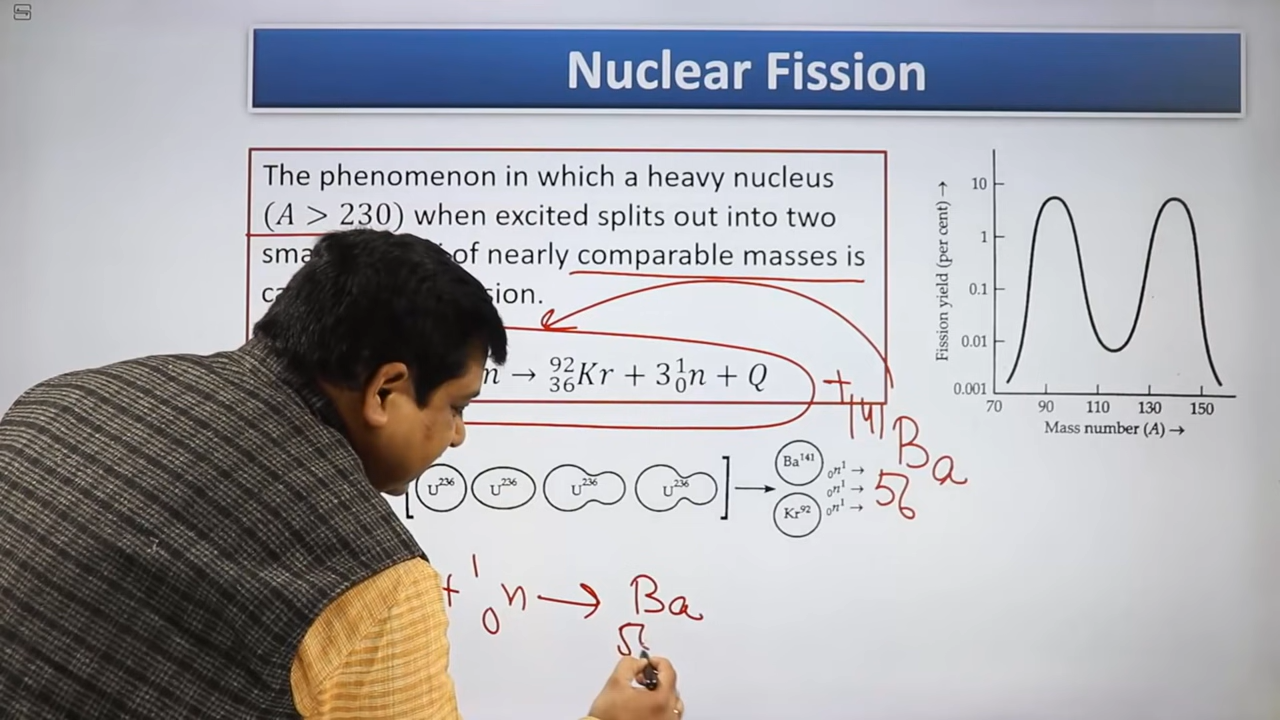 Nuclear Fission
The phenomenon in which a heavy nucleus
(A > 230) when excited splits out into two
of nearly comparable masses is
sion.
n → ⁹²₃₆Kr + 3¹₀n + Q
+ ¹⁴¹Ba
56
U²³⁶ U²³⁶ U²³⁶ U²³⁶ → Ba¹⁴¹ ₀n¹ →
₀n¹ →
Kr⁹² ₀n¹ →
+ ¹₀n → Ba
Fission yield (per cent) →
10
1
0.1
0.01
0.001
70 90 110 130 150
Mass number (A) →